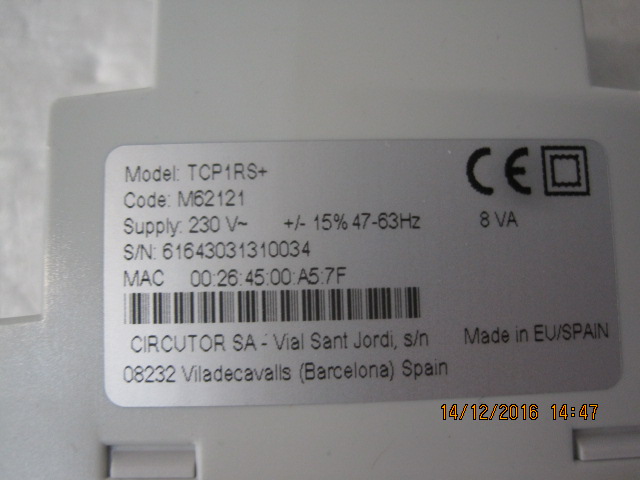 Model: TCP1RS+
Code: M62121
Supply: 230 V~ +/- 15% 47-63Hz 8 VA
S/N: 61643031310034
MAC 00:26:45:00:A5:7F
CIRCUTOR SA - Vial Sant Jordi, s/n
08232 Viladecavalls (Barcelona) Spain
CE
Made in EU/SPAIN
14/12/2016 14:47